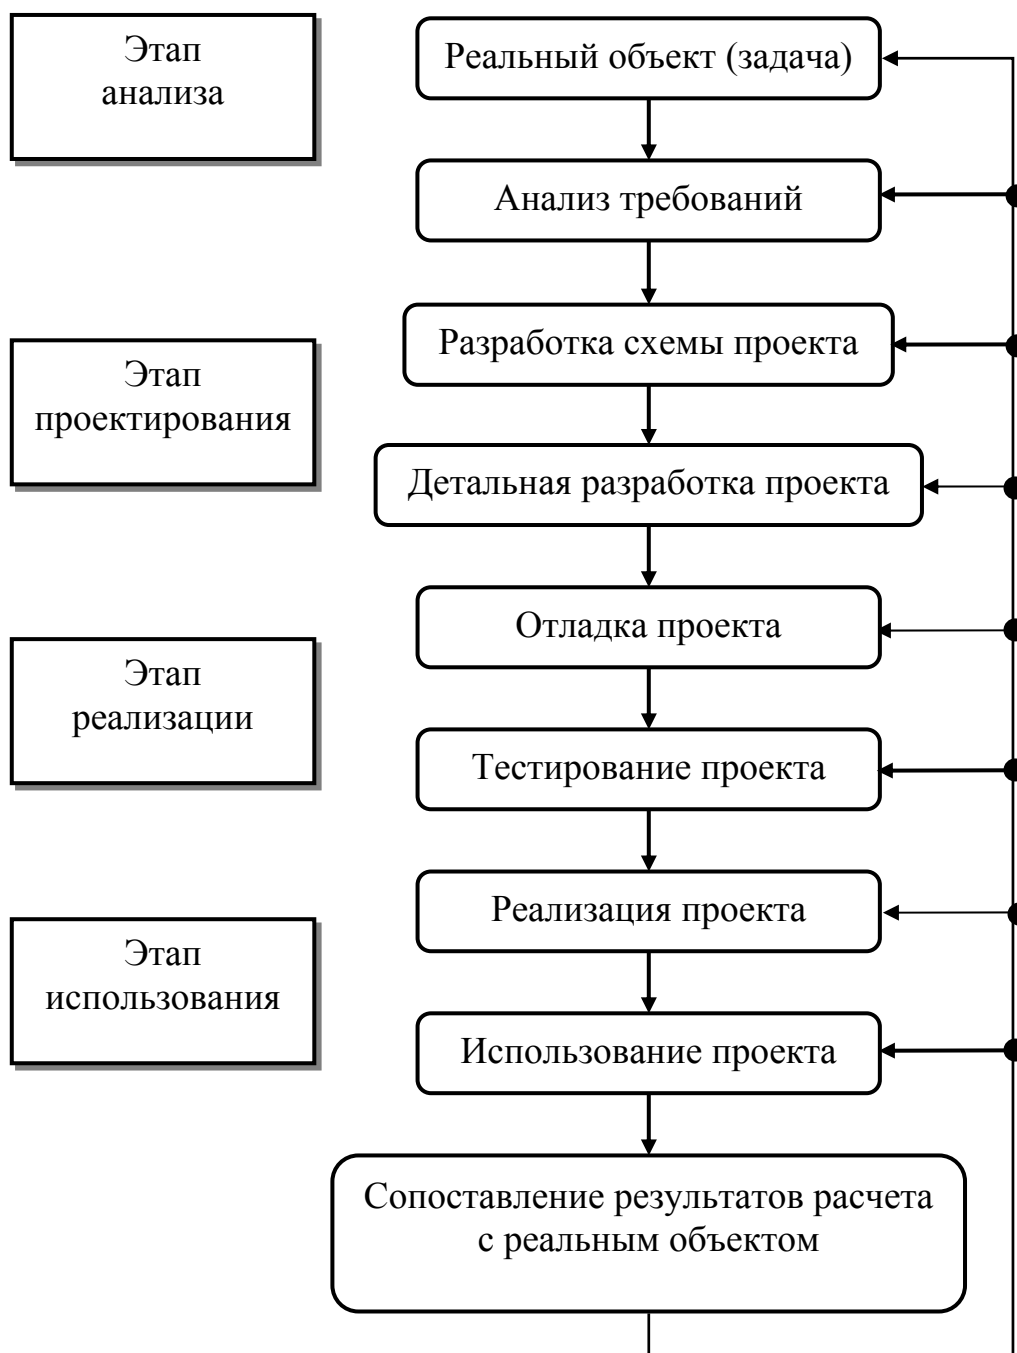 Этап
анализа
Реальный объект (задача)
Анализ требований
Разработка схемы проекта
Этап
проектирования
Детальная разработка проекта
Отладка проекта
Этап
реализации
Тестирование проекта
Реализация проекта
Этап
использования
Использование проекта
Сопоставление результатов расчета
с реальным объектом